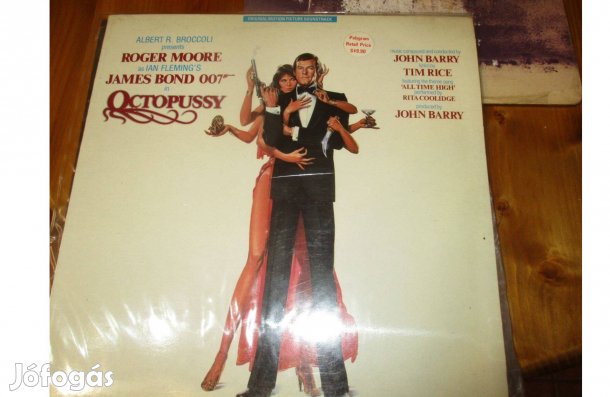 ORIGINAL MOTION PICTURE SOUNDTRACK
ALBERT R. BROCCOLI
presents
ROGER MOORE
as IAN FLEMING'S
JAMES BOND 007
in
OCTOPUSSY
Polygram
Retail Price
music composed and conducted by
JOHN BARRY
lyrics by
TIM RICE
featuring the theme song
'ALL TIME HIGH'
performed by
RITA COOLIDGE
produced by
JOHN BARRY
Jófogás